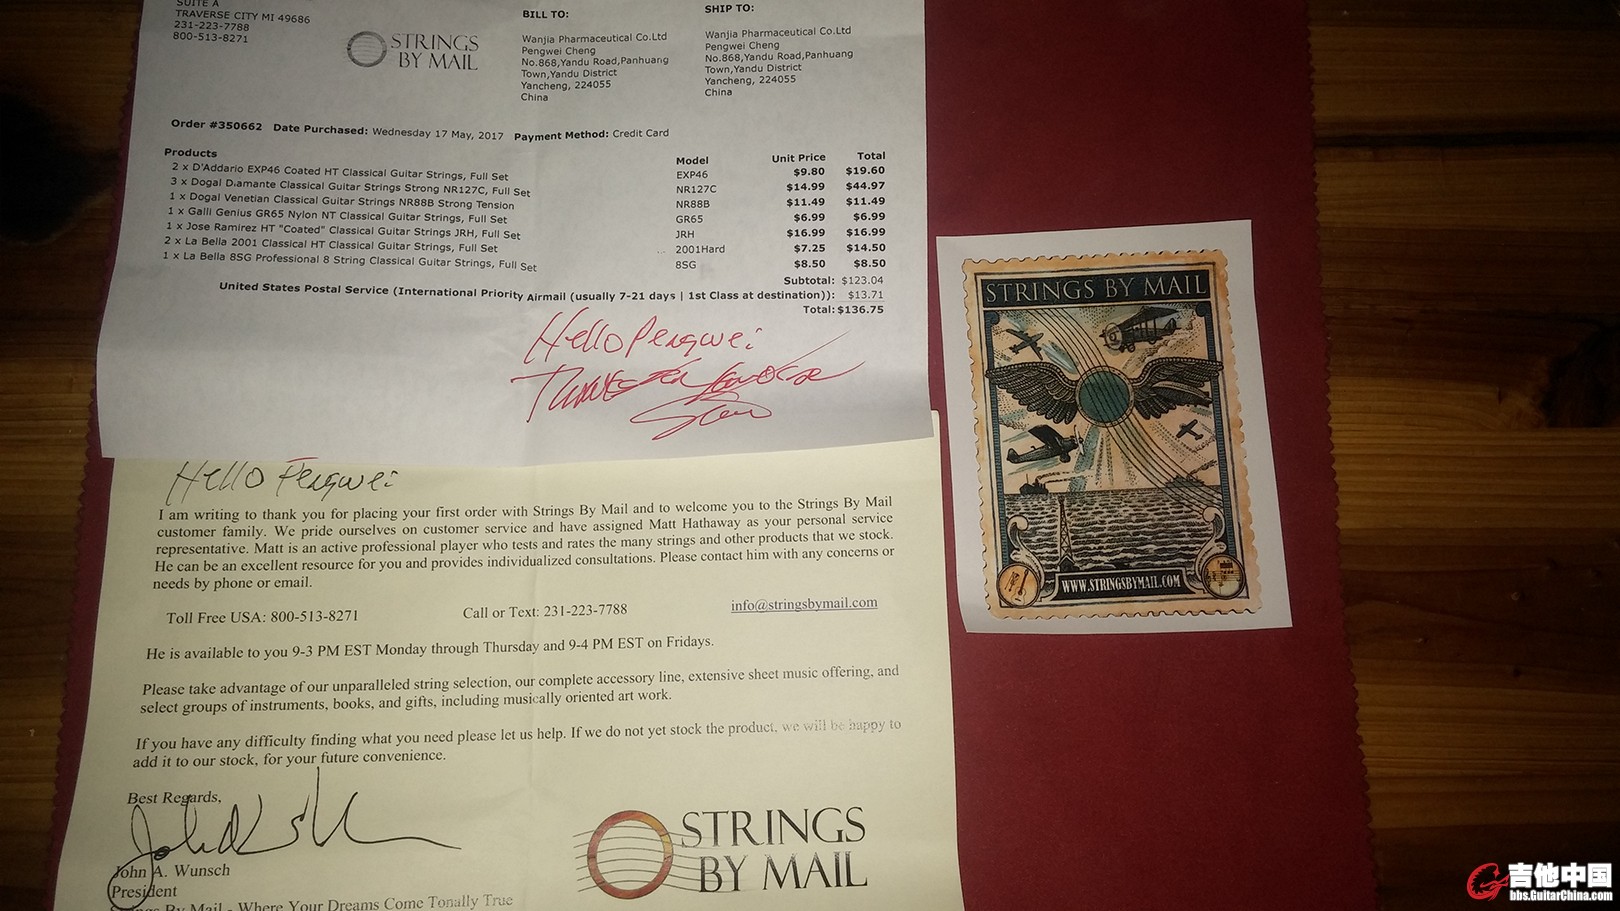 SUITE A
TRAVERSE CITY MI 49686
231-223-7788
800-513-8271
STRINGS
BY MAIL
BILL TO:
Wanjia Pharmaceutical Co.Ltd
Pengwei Cheng
No.868,Yandu Road,Panhuang
Town,Yandu District
Yancheng, 224055
China
SHIP TO:
Wanjia Pharmaceutical Co.Ltd
Pengwei Cheng
No.868,Yandu Road,Panhuang
Town,Yandu District
Yancheng, 224055
China
Order #350662 Date Purchased: Wednesday 17 May, 2017 Payment Method: Credit Card
Products Model Unit Price Total
2 x D'Addario EXP46 Coated HT Classical Guitar Strings, Full Set EXP46 $9.80 $19.60
3 x Dogal Diamante Classical Guitar Strings Strong NR127C, Full Set NR127C $14.99 $44.97
1 x Dogal Venetian Classical Guitar Strings NR88B Strong Tension NR88B $11.49 $11.49
1 x Galli Genius GR65 Nylon NT Classical Guitar Strings, Full Set GR65 $6.99 $6.99
1 x Jose Ramirez HT "Coated" Classical Guitar Strings JRH, Full Set JRH $16.99 $16.99
2 x La Bella 2001 Classical HT Classical Guitar Strings, Full Set 2001Hard $7.25 $14.50
1 x La Bella 8SG Professional 8 String Classical Guitar Strings, Full Set 8SG $8.50 $8.50
Subtotal: $123.04
United States Postal Service (International Priority Airmail (usually 7-21 days | 1st Class at destination)): $13.71
Total: $136.75
Hello Pengwei
Hello Pengwei
I am writing to thank you for placing your first order with Strings By Mail and to welcome you to the Strings By Mail
customer family. We pride ourselves on customer service and have assigned Matt Hathaway as your personal service
representative. Matt is an active professional player who tests and rates the many strings and other products that we stock.
He can be an excellent resource for you and provides individualized consultations. Please contact him with any concerns or
needs by phone or email.
Toll Free USA: 800-513-8271 Call or Text: 231-223-7788 info@stringsbymail.com
He is available to you 9-3 PM EST Monday through Thursday and 9-4 PM EST on Fridays.
Please take advantage of our unparalleled string selection, our complete accessory line, extensive sheet music offering, and
select groups of instruments, books, and gifts, including musically oriented art work.
If you have any difficulty finding what you need please let us help. If we do not yet stock the product, we will be happy to
add it to our stock, for your future convenience.
Best Regards,
John A. Wunsch
President
Strings By Mail - Where Your Dreams Come Tonally True
STRINGS
BY MAIL
STRINGS BY MAIL
WWW.STRINGSBYMAIL.COM
吉他中国
bbs.GuitarChina.com